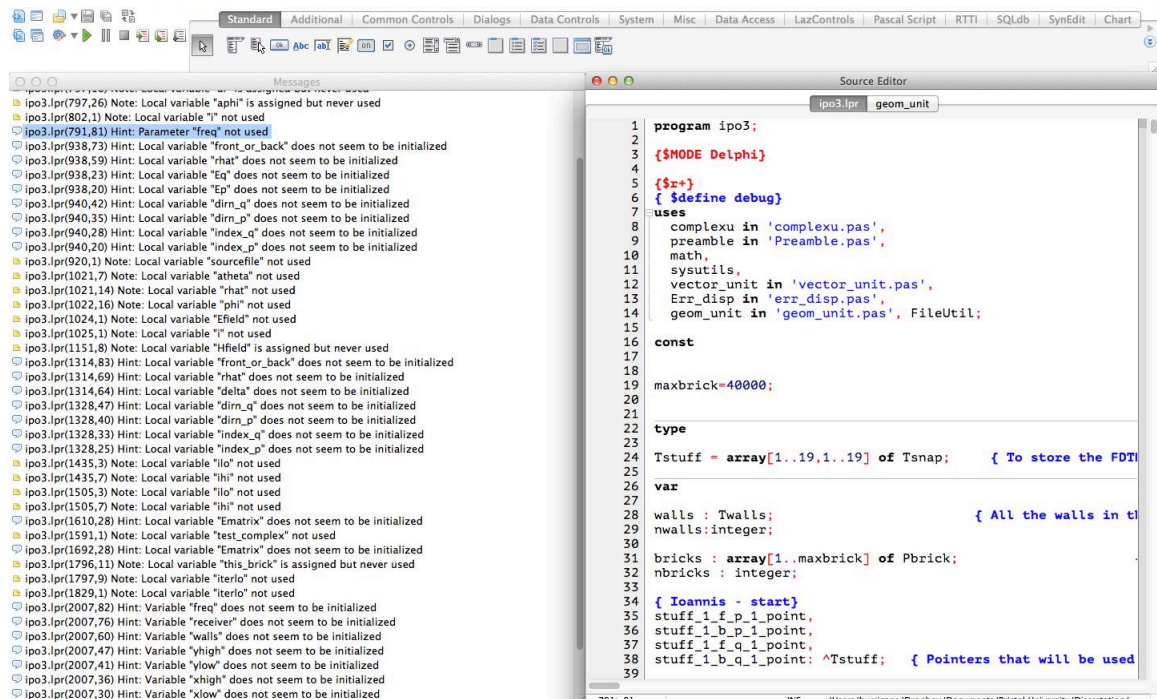 Standard Additional Common Controls Dialogs Data Controls System Misc Data Access LazControls Pascal Script RTTI SQLdb SynEdit Chart
Ok Abc abI on
Messages
ipo3.lpr(797,26) Note: Local variable "aphi" is assigned but never used
ipo3.lpr(802,1) Note: Local variable "i" not used
ipo3.lpr(791,81) Hint: Parameter "freq" not used
ipo3.lpr(938,73) Hint: Local variable "front_or_back" does not seem to be initialized
ipo3.lpr(938,59) Hint: Local variable "rhat" does not seem to be initialized
ipo3.lpr(938,23) Hint: Local variable "Eq" does not seem to be initialized
ipo3.lpr(938,20) Hint: Local variable "Ep" does not seem to be initialized
ipo3.lpr(940,42) Hint: Local variable "dirn_q" does not seem to be initialized
ipo3.lpr(940,35) Hint: Local variable "dirn_p" does not seem to be initialized
ipo3.lpr(940,28) Hint: Local variable "index_q" does not seem to be initialized
ipo3.lpr(940,20) Hint: Local variable "index_p" does not seem to be initialized
ipo3.lpr(920,1) Note: Local variable "sourcefile" not used
ipo3.lpr(1021,7) Note: Local variable "atheta" not used
ipo3.lpr(1021,14) Note: Local variable "rhat" not used
ipo3.lpr(1022,16) Note: Local variable "phi" not used
ipo3.lpr(1024,1) Note: Local variable "Efield" not used
ipo3.lpr(1025,1) Note: Local variable "i" not used
ipo3.lpr(1151,8) Note: Local variable "Hfield" is assigned but never used
ipo3.lpr(1314,83) Hint: Local variable "front_or_back" does not seem to be initialized
ipo3.lpr(1314,69) Hint: Local variable "rhat" does not seem to be initialized
ipo3.lpr(1314,64) Hint: Local variable "delta" does not seem to be initialized
ipo3.lpr(1328,47) Hint: Local variable "dirn_q" does not seem to be initialized
ipo3.lpr(1328,40) Hint: Local variable "dirn_p" does not seem to be initialized
ipo3.lpr(1328,33) Hint: Local variable "index_q" does not seem to be initialized
ipo3.lpr(1328,25) Hint: Local variable "index_p" does not seem to be initialized
ipo3.lpr(1435,3) Note: Local variable "ilo" not used
ipo3.lpr(1435,7) Note: Local variable "ihi" not used
ipo3.lpr(1505,3) Note: Local variable "ilo" not used
ipo3.lpr(1505,7) Note: Local variable "ihi" not used
ipo3.lpr(1610,28) Hint: Local variable "Ematrix" does not seem to be initialized
ipo3.lpr(1591,1) Note: Local variable "test_complex" not used
ipo3.lpr(1692,28) Hint: Local variable "Ematrix" does not seem to be initialized
ipo3.lpr(1796,11) Note: Local variable "this_brick" is assigned but never used
ipo3.lpr(1797,9) Note: Local variable "iterlo" not used
ipo3.lpr(1829,1) Note: Local variable "iterlo" not used
ipo3.lpr(2007,82) Hint: Variable "freq" does not seem to be initialized
ipo3.lpr(2007,76) Hint: Variable "receiver" does not seem to be initialized
ipo3.lpr(2007,60) Hint: Variable "walls" does not seem to be initialized
ipo3.lpr(2007,47) Hint: Variable "yhigh" does not seem to be initialized
ipo3.lpr(2007,41) Hint: Variable "ylow" does not seem to be initialized
ipo3.lpr(2007,36) Hint: Variable "xhigh" does not seem to be initialized
ipo3.lpr(2007,30) Hint: Variable "xlow" does not seem to be initialized
Source Editor
ipo3.lpr geom_unit
1 program ipo3;
2
3 {$MODE Delphi}
4
5 {$r+}
6 { $define debug}
7 uses
8 complexu in 'complexu.pas',
9 preamble in 'Preamble.pas',
10 math,
11 sysutils,
12 vector_unit in 'vector_unit.pas',
13 Err_disp in 'err_disp.pas',
14 geom_unit in 'geom_unit.pas', FileUtil;
15
16 const
17
18
19 maxbrick=40000;
20
21
22 type
23
24 Tstuff = array[1..19,1..19] of Tsnap; { To store the FDT
25
26 var
27
28 walls : Twalls; { All the walls in t
29 nwalls:integer;
30
31 bricks : array[1..maxbrick] of Pbrick;
32 nbricks : integer;
33
34 { Ioannis - start}
35 stuff_1_f_p_1_point,
36 stuff_1_b_p_1_point,
37 stuff_1_f_q_1_point,
38 stuff_1_b_q_1_point: ^Tstuff; { Pointers that will be used
39